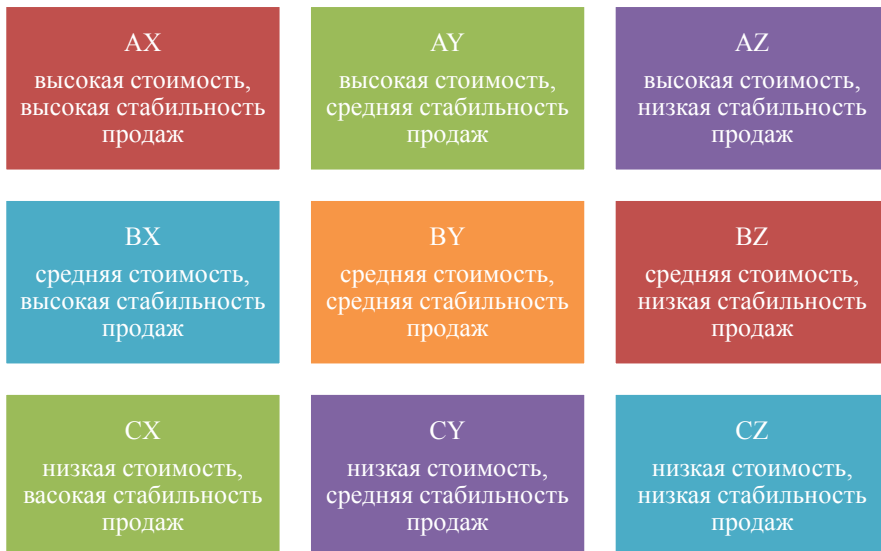 AX
высокая стоимость,
высокая стабильность
продаж
AY
высокая стоимость,
средняя стабильность
продаж
AZ
высокая стоимость,
низкая стабильность
продаж
BX
средняя стоимость,
высокая стабильность
продаж
BY
средняя стоимость,
средняя стабильность
продаж
BZ
средняя стоимость,
низкая стабильность
продаж
CX
низкая стоимость,
васокая стабильность
продаж
CY
низкая стоимость,
средняя стабильность
продаж
CZ
низкая стоимость,
низкая стабильность
продаж